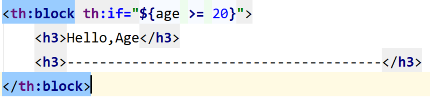 <th:block th:if="${age >= 20}">
<h3>Hello,Age</h3>
<h3>-------------------------------------</h3>
</th:block>